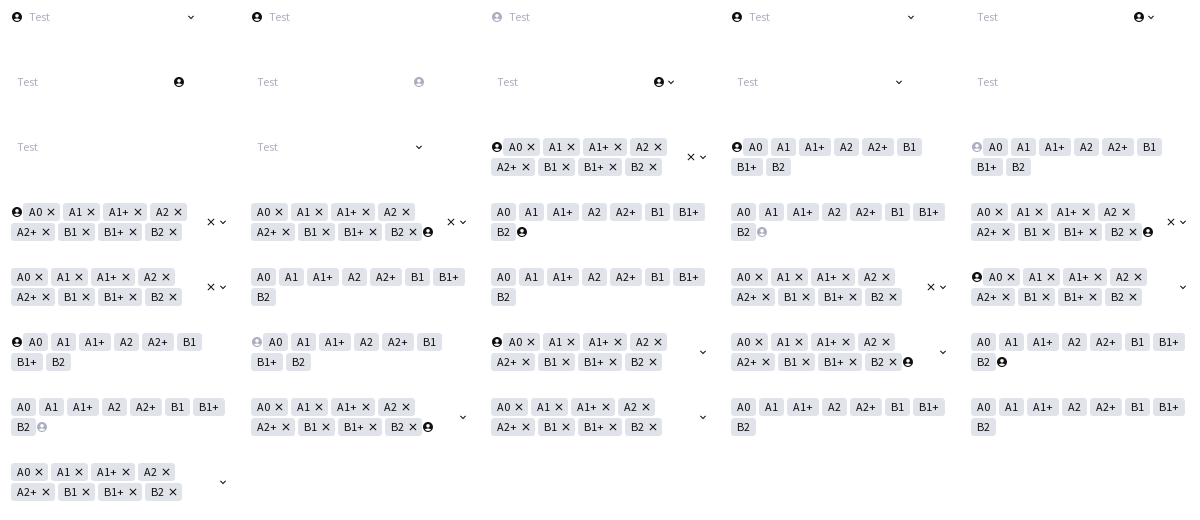 Test Test Test Test Test
Test Test Test Test Test
Test Test A0 × A1 × A1+ × A2 × A0 A1 A1+ A2 A2+ B1 A0 A1 A1+ A2 A2+ B1
A2+ × B1 × B1+ × B2 × B1+ B2 B1+ B2
A0 × A1 × A1+ × A2 × A0 × A1 × A1+ × A2 × A0 A1 A1+ A2 A2+ B1 B1+ A0 A1 A1+ A2 A2+ B1 B1+ A0 × A1 × A1+ × A2 ×
A2+ × B1 × B1+ × B2 × A2+ × B1 × B1+ × B2 × B2 B2 A2+ × B1 × B1+ × B2 ×
A0 × A1 × A1+ × A2 × A0 A1 A1+ A2 A2+ B1 B1+ A0 A1 A1+ A2 A2+ B1 B1+ A0 × A1 × A1+ × A2 × A0 × A1 × A1+ × A2 ×
A2+ × B1 × B1+ × B2 × B2 B2 A2+ × B1 × B1+ × B2 × A2+ × B1 × B1+ × B2 ×
A0 A1 A1+ A2 A2+ B1 A0 A1 A1+ A2 A2+ B1 A0 × A1 × A1+ × A2 × A0 × A1 × A1+ × A2 × A0 A1 A1+ A2 A2+ B1 B1+
B1+ B2 B1+ B2 A2+ × B1 × B1+ × B2 × A2+ × B1 × B1+ × B2 × B2
A0 A1 A1+ A2 A2+ B1 B1+ A0 × A1 × A1+ × A2 × A0 × A1 × A1+ × A2 × A0 A1 A1+ A2 A2+ B1 B1+ A0 A1 A1+ A2 A2+ B1 B1+
B2 A2+ × B1 × B1+ × B2 × A2+ × B1 × B1+ × B2 × B2 B2
A0 × A1 × A1+ × A2 ×
A2+ × B1 × B1+ × B2 ×